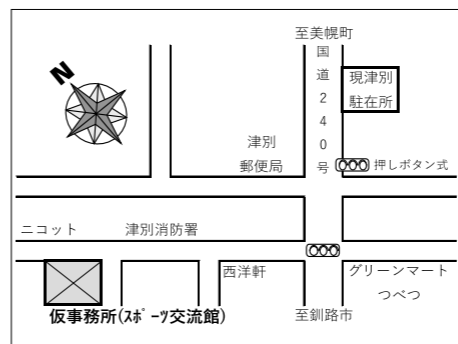 至美幌町
N
国道240号
現津別
駐在所
津別
郵便局
押しボタン式
ニコット
津別消防署
西洋軒
グリーンマート
つべつ
仮事務所(ｽﾎﾟｰﾂ交流館)
至釧路市